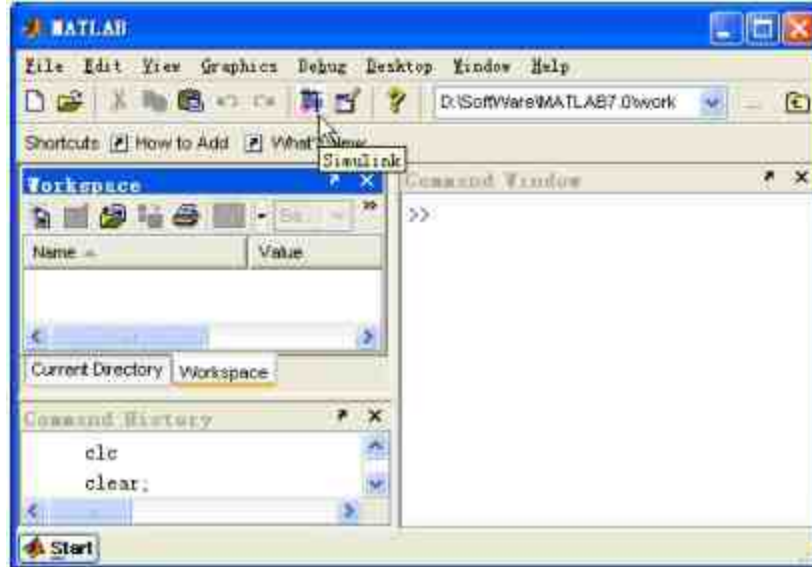 MATLAB
File Edit View Graphics Debug Desktop Window Help
D:\SoftWare\MATLAB7.0\work
Shortcuts How to Add What's New
Simulink
Workspace
Command Window
>>
Name Value
Current Directory Workspace
Command History
clc
clear;
Start